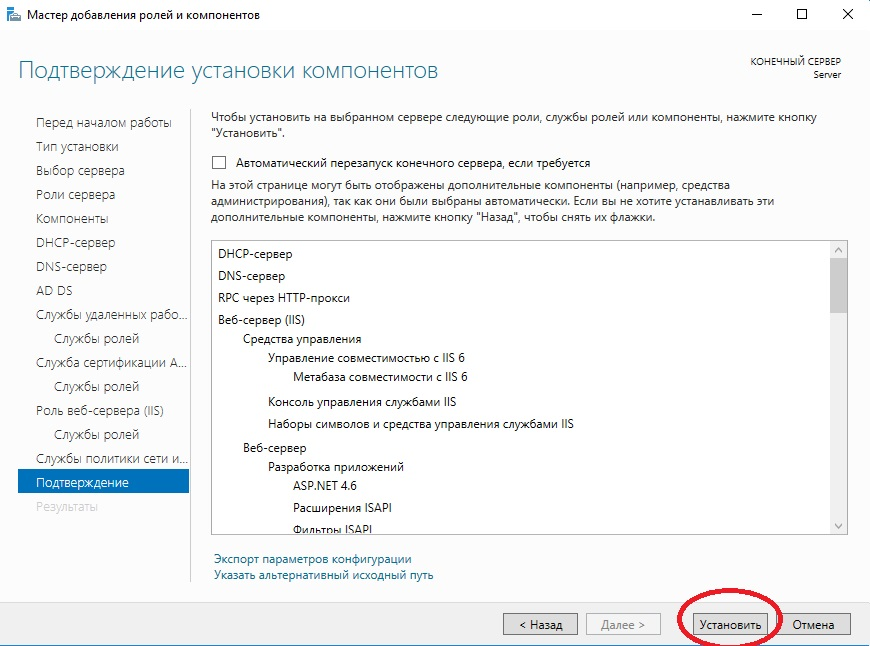 Мастер добавления ролей и компонентов
Подтверждение установки компонентов
КОНЕЧНЫЙ СЕРВЕР
Server
Перед началом работы
Тип установки
Выбор сервера
Роли сервера
Компоненты
DHCP-сервер
DNS-сервер
AD DS
Службы удаленных рабо...
Службы ролей
Служба сертификации A...
Службы ролей
Роль веб-сервера (IIS)
Службы ролей
Службы политики сети и...
Подтверждение
Результаты
Чтобы установить на выбранном сервере следующие роли, службы ролей или компоненты, нажмите кнопку
"Установить".
Автоматический перезапуск конечного сервера, если требуется
На этой странице могут быть отображены дополнительные компоненты (например, средства
администрирования), так как они были выбраны автоматически. Если вы не хотите устанавливать эти
дополнительные компоненты, нажмите кнопку "Назад", чтобы снять их флажки.
DHCP-сервер
DNS-сервер
RPC через HTTP-прокси
Веб-сервер (IIS)
Средства управления
Управление совместимостью с IIS 6
Метабаза совместимости с IIS 6
Консоль управления службами IIS
Наборы символов и средства управления службами IIS
Веб-сервер
Разработка приложений
ASP.NET 4.6
Расширения ISAPI
Фильтры ISAPI
Экспорт параметров конфигурации
Указать альтернативный исходный путь
< Назад
Далее >
Установить
Отмена